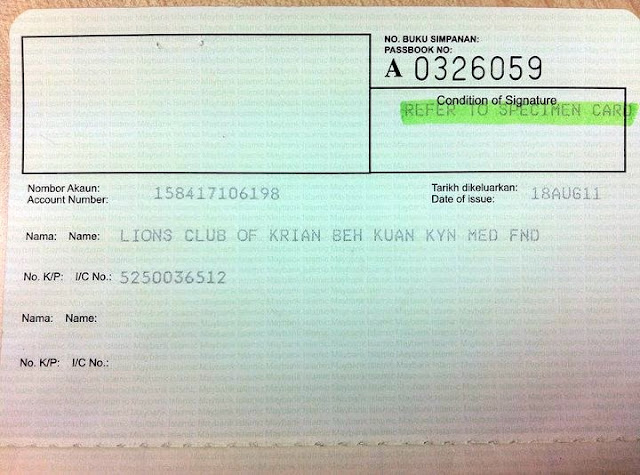 NO. BUKU SIMPANAN:
PASSBOOK NO:
A 0326059
Condition of Signature
REFER TO SPECIMEN CARD
Nombor Akaun:
Account Number: 158417106198
Tarikh dikeluarkan:
Date of issue: 18AUG11
Nama: Name: LIONS CLUB OF KRIAN BEH KUAN KYN MED FND
No. K/P: I/C No.: 5250036512
Nama: Name:
No. K/P: I/C No.: